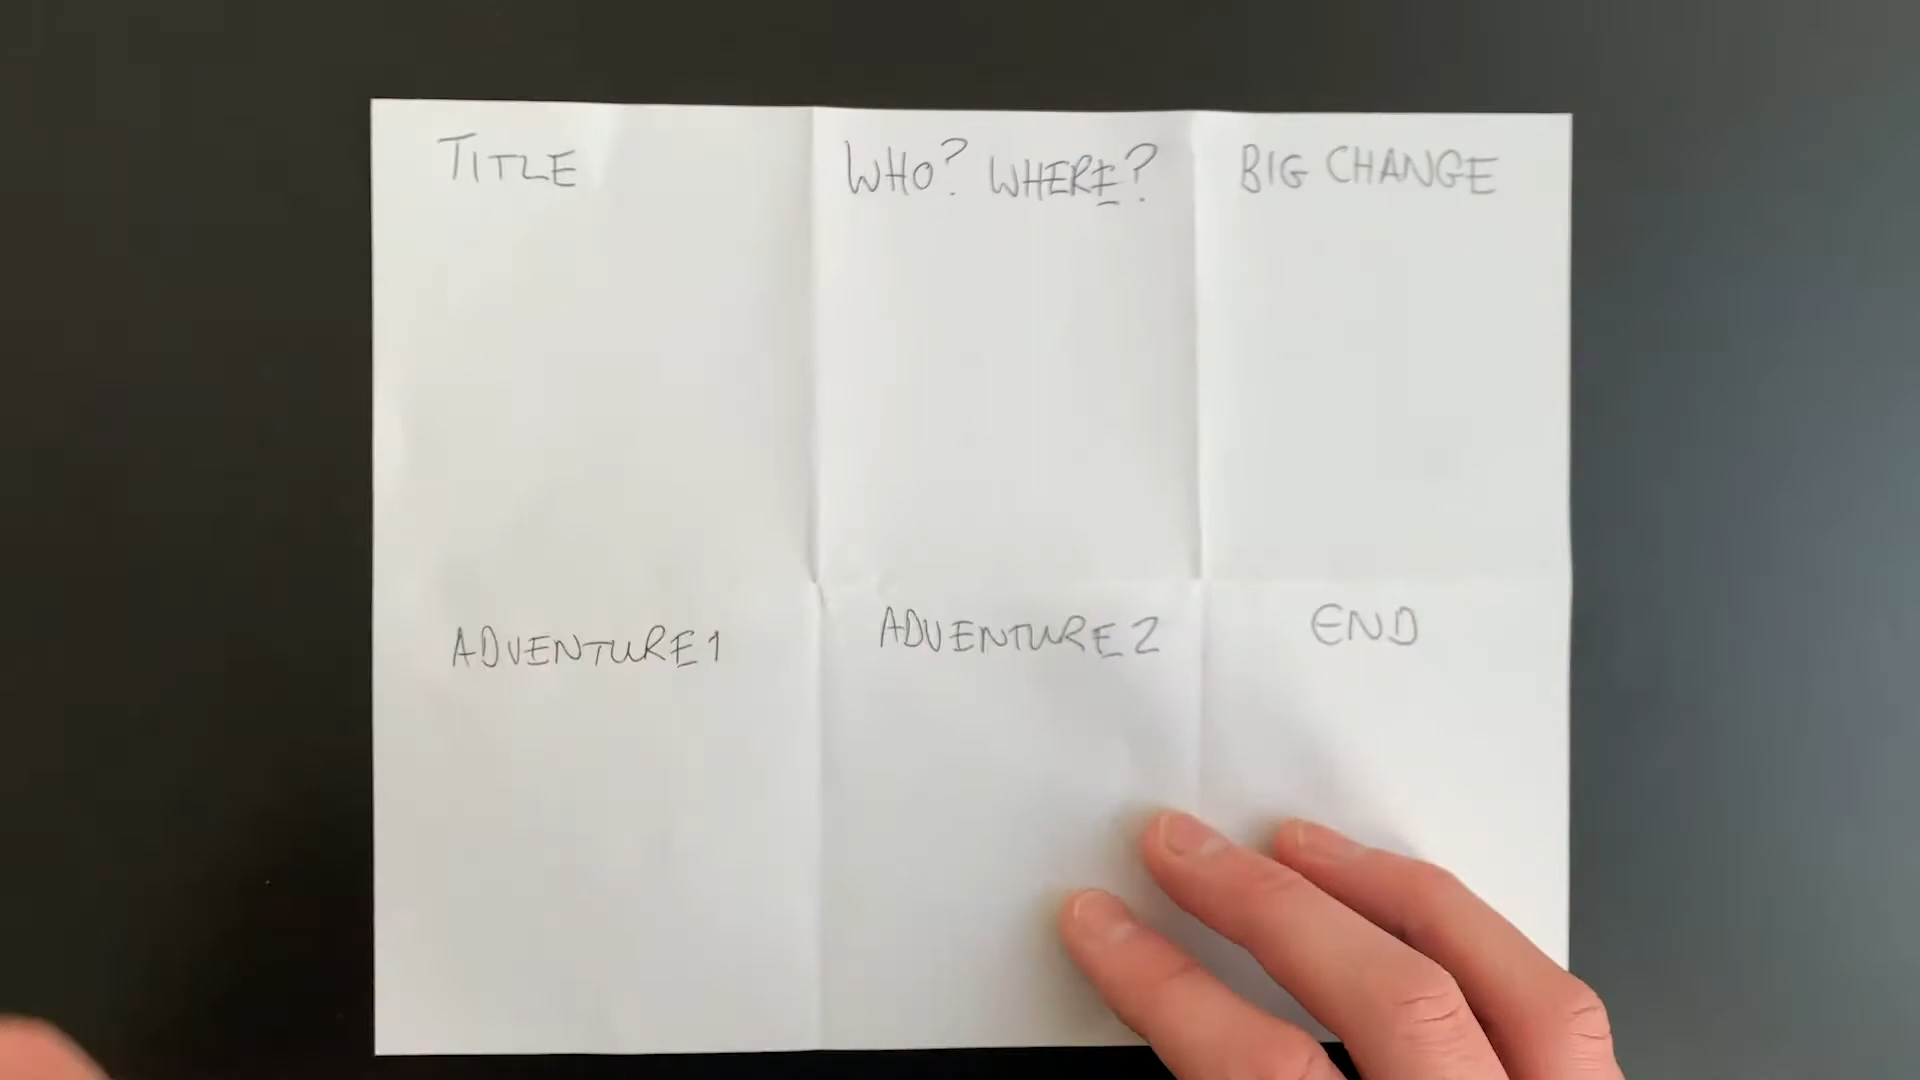 TITLE
WHO? WHERE?
BIG CHANGE
ADVENTURE 1
ADVENTURE 2
END